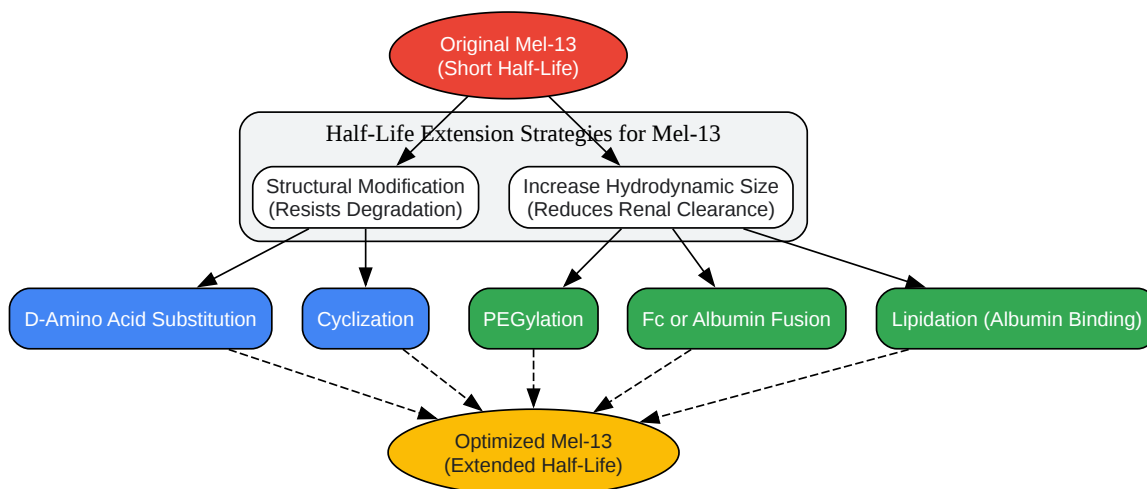 Original Mel-13
(Short Half-Life)
Half-Life Extension Strategies for Mel-13
Structural Modification
(Resists Degradation)
Increase Hydrodynamic Size
(Reduces Renal Clearance)
D-Amino Acid Substitution
Cyclization
PEGylation
Fc or Albumin Fusion
Lipidation (Albumin Binding)
Optimized Mel-13
(Extended Half-Life)